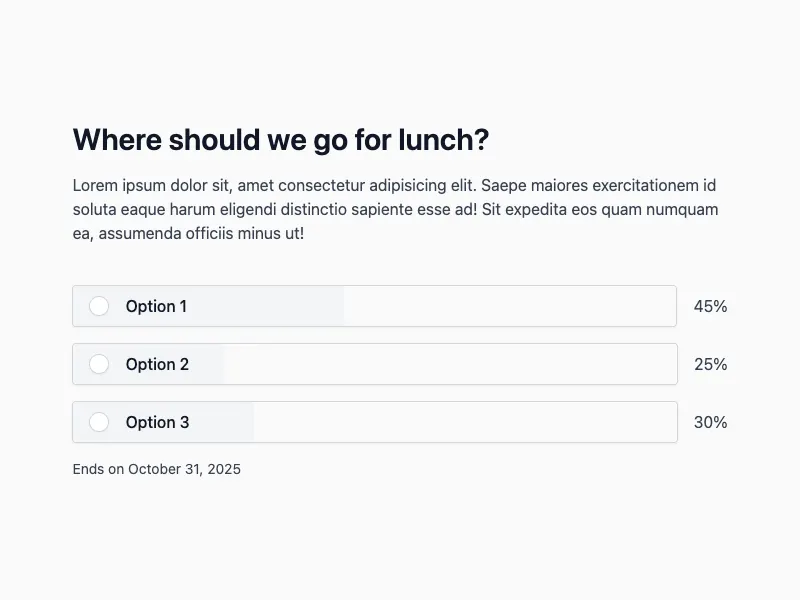 Where should we go for lunch?
Lorem ipsum dolor sit, amet consectetur adipisicing elit. Saepe maiores exercitationem id
soluta eaque harum eligendi distinctio sapiente esse ad! Sit expedita eos quam numquam
ea, assumenda officiis minus ut!
Option 1 45%
Option 2 25%
Option 3 30%
Ends on October 31, 2025